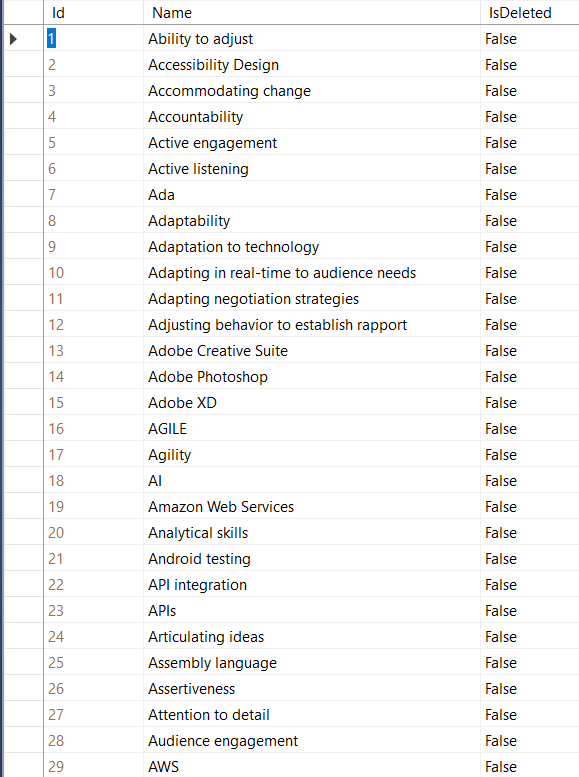 Id Name IsDeleted
1 Ability to adjust False
2 Accessibility Design False
3 Accommodating change False
4 Accountability False
5 Active engagement False
6 Active listening False
7 Ada False
8 Adaptability False
9 Adaptation to technology False
10 Adapting in real-time to audience needs False
11 Adapting negotiation strategies False
12 Adjusting behavior to establish rapport False
13 Adobe Creative Suite False
14 Adobe Photoshop False
15 Adobe XD False
16 AGILE False
17 Agility False
18 AI False
19 Amazon Web Services False
20 Analytical skills False
21 Android testing False
22 API integration False
23 APIs False
24 Articulating ideas False
25 Assembly language False
26 Assertiveness False
27 Attention to detail False
28 Audience engagement False
29 AWS False